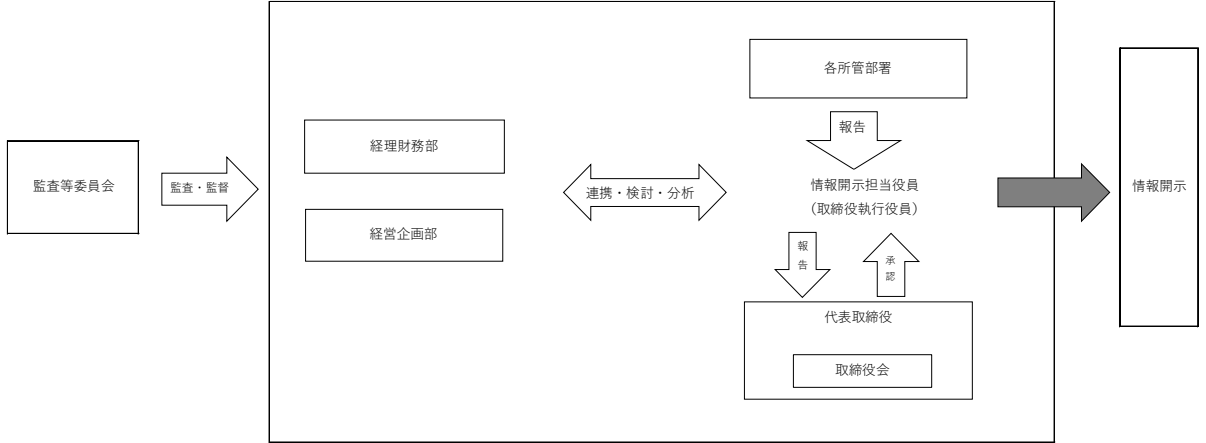 監査等委員会
監査・監督
経理財務部
経営企画部
連携・検討・分析
各所管部署
報告
情報開示担当役員
（取締役執行役員）
報告
承認
代表取締役
取締役会
情報開示